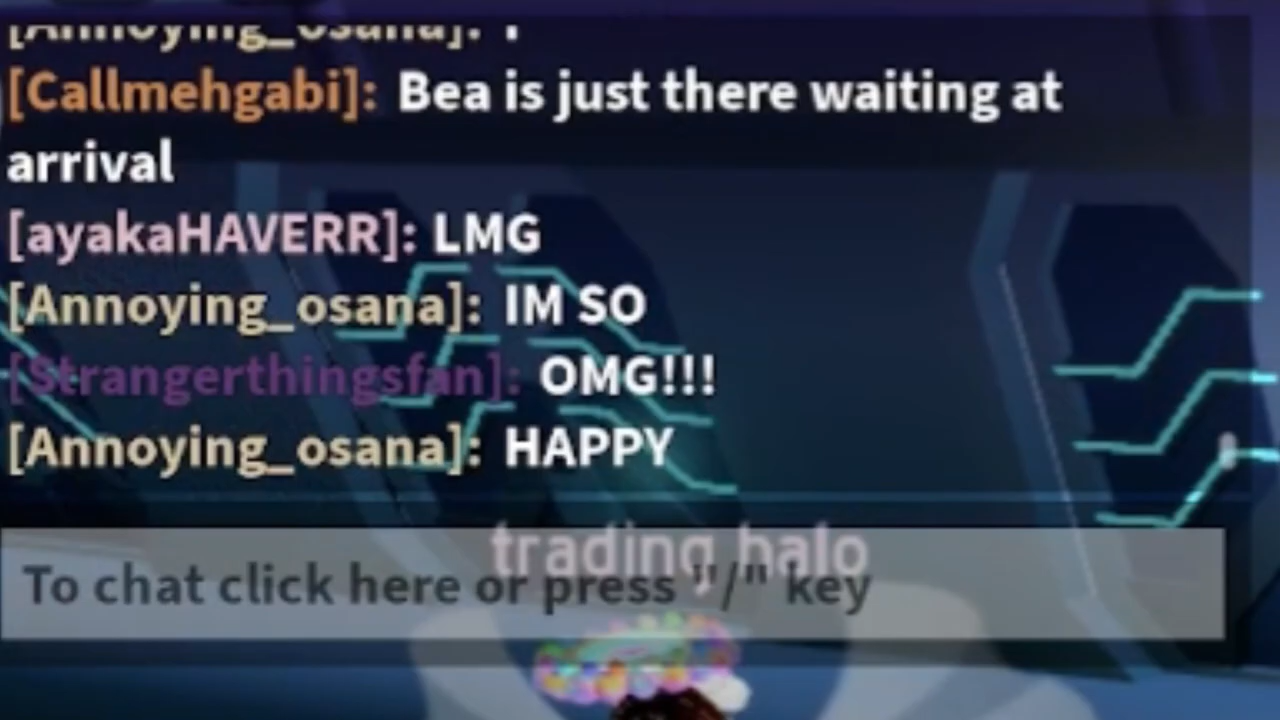 [Annoying_osana]:
[Callmehgabi]: Bea is just there waiting at
arrival
[ayakaHAVERR]: LMG
[Annoying_osana]: IM SO
[Strangerthingsfan]: OMG!!!
[Annoying_osana]: HAPPY
trading halo
To chat click here or press "/" key